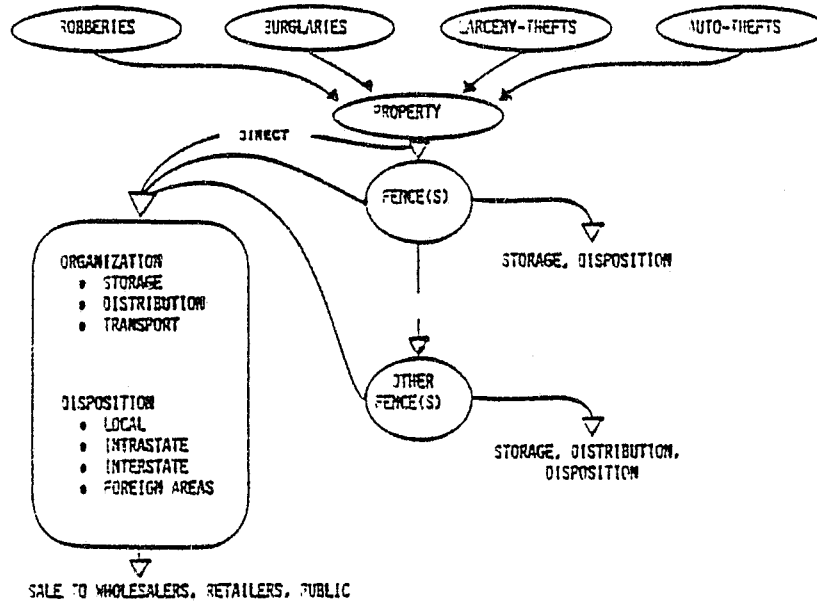 ROBBERIES
BURGLARIES
LARCENY-THEFTS
AUTO-THEFTS
PROPERTY
DIRECT
FENCE(S)
STORAGE, DISPOSITION
ORGANIZATION
• STORAGE
• DISTRIBUTION
• TRANSPORT
OTHER
FENCE(S)
DISPOSITION
• LOCAL
• INTRASTATE
• INTERSTATE
• FOREIGN AREAS
STORAGE, DISTRIBUTION,
DISPOSITION
SALE TO WHOLESALERS, RETAILERS, PUBLIC